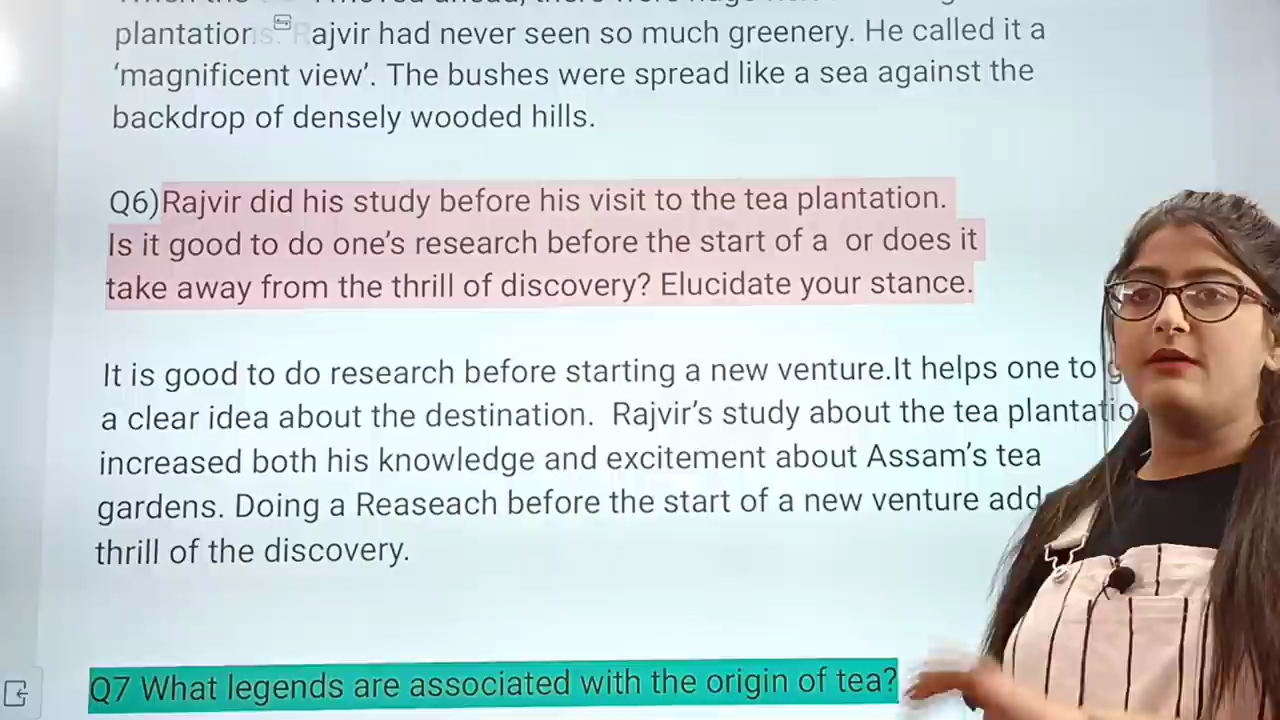 plantations. Rajvir had never seen so much greenery. He called it a
‘magnificent view’. The bushes were spread like a sea against the
backdrop of densely wooded hills.
Q6)Rajvir did his study before his visit to the tea plantation.
Is it good to do one’s research before the start of a or does it
take away from the thrill of discovery? Elucidate your stance.
It is good to do research before starting a new venture.It helps one to
a clear idea about the destination. Rajvir’s study about the tea plantatio
increased both his knowledge and excitement about Assam’s tea
gardens. Doing a Reaseach before the start of a new venture add
thrill of the discovery.
Q7 What legends are associated with the origin of tea?